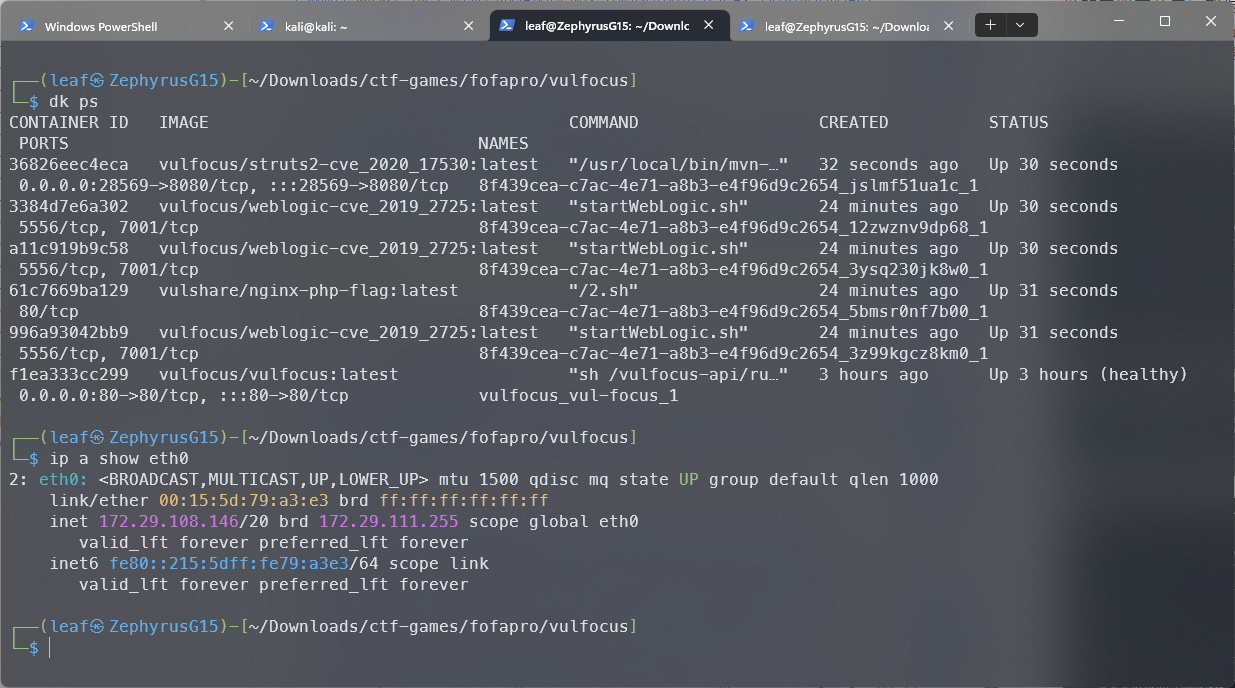 Windows PowerShell
kali@kali: ~
leaf@ZephyrusG15: ~/Downlc
leaf@ZephyrusG15: ~/Downloa
┌──(leaf㉿ZephyrusG15)-[~/Downloads/ctf-games/fofapro/vulfocus]
└─$ dk ps
CONTAINER ID   IMAGE                                    COMMAND                  CREATED          STATUS
 PORTS                                         NAMES
36826eec4eca   vulfocus/struts2-cve_2020_17530:latest   "/usr/local/bin/mvn-…"   32 seconds ago   Up 30 seconds
 0.0.0.0:28569->8080/tcp, :::28569->8080/tcp   8f439cea-c7ac-4e71-a8b3-e4f96d9c2654_jslmf51ua1c_1
3384d7e6a302   vulfocus/weblogic-cve_2019_2725:latest   "startWebLogic.sh"       24 minutes ago   Up 30 seconds
 5556/tcp, 7001/tcp                            8f439cea-c7ac-4e71-a8b3-e4f96d9c2654_12zwznv9dp68_1
a11c919b9c58   vulfocus/weblogic-cve_2019_2725:latest   "startWebLogic.sh"       24 minutes ago   Up 30 seconds
 5556/tcp, 7001/tcp                            8f439cea-c7ac-4e71-a8b3-e4f96d9c2654_3ysq230jk8w0_1
61c7669ba129   vulshare/nginx-php-flag:latest           "/2.sh"                  24 minutes ago   Up 31 seconds
 80/tcp                                        8f439cea-c7ac-4e71-a8b3-e4f96d9c2654_5bmsr0nf7b00_1
996a93042bb9   vulfocus/weblogic-cve_2019_2725:latest   "startWebLogic.sh"       24 minutes ago   Up 31 seconds
 5556/tcp, 7001/tcp                            8f439cea-c7ac-4e71-a8b3-e4f96d9c2654_3z99kgcz8km0_1
f1ea333cc299   vulfocus/vulfocus:latest                 "sh /vulfocus-api/ru…"   3 hours ago      Up 3 hours (healthy)
 0.0.0.0:80->80/tcp, :::80->80/tcp             vulfocus_vul-focus_1
┌──(leaf㉿ZephyrusG15)-[~/Downloads/ctf-games/fofapro/vulfocus]
└─$ ip a show eth0
2: eth0: <BROADCAST,MULTICAST,UP,LOWER_UP> mtu 1500 qdisc mq state UP group default qlen 1000
    link/ether 00:15:5d:79:a3:e3 brd ff:ff:ff:ff:ff:ff
    inet 172.29.108.146/20 brd 172.29.111.255 scope global eth0
       valid_lft forever preferred_lft forever
    inet6 fe80::215:5dff:fe79:a3e3/64 scope link
       valid_lft forever preferred_lft forever
┌──(leaf㉿ZephyrusG15)-[~/Downloads/ctf-games/fofapro/vulfocus]
└─$